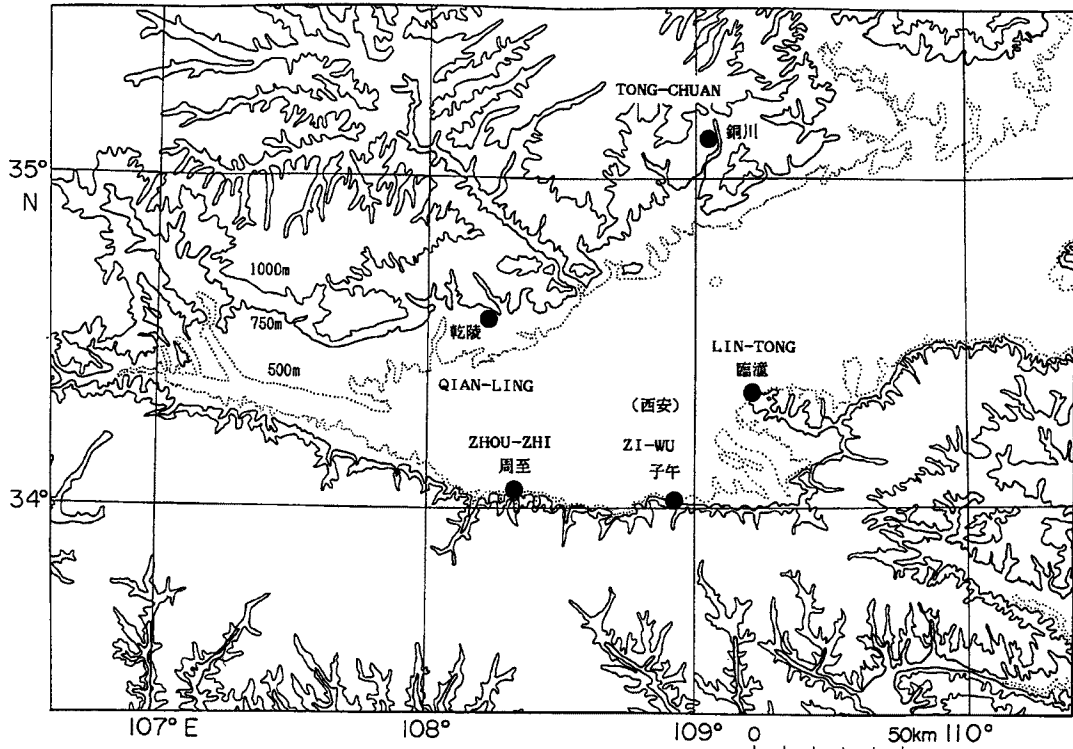 TONG-CHUAN
銅川
35°
N
1000m
750m
乾陵
LIN-TONG
臨潼
500m
QIAN-LING
(西安)
ZHOU-ZHI
周至
ZI-WU
子午
34°
107°E
108°
109°
0
50km
110°